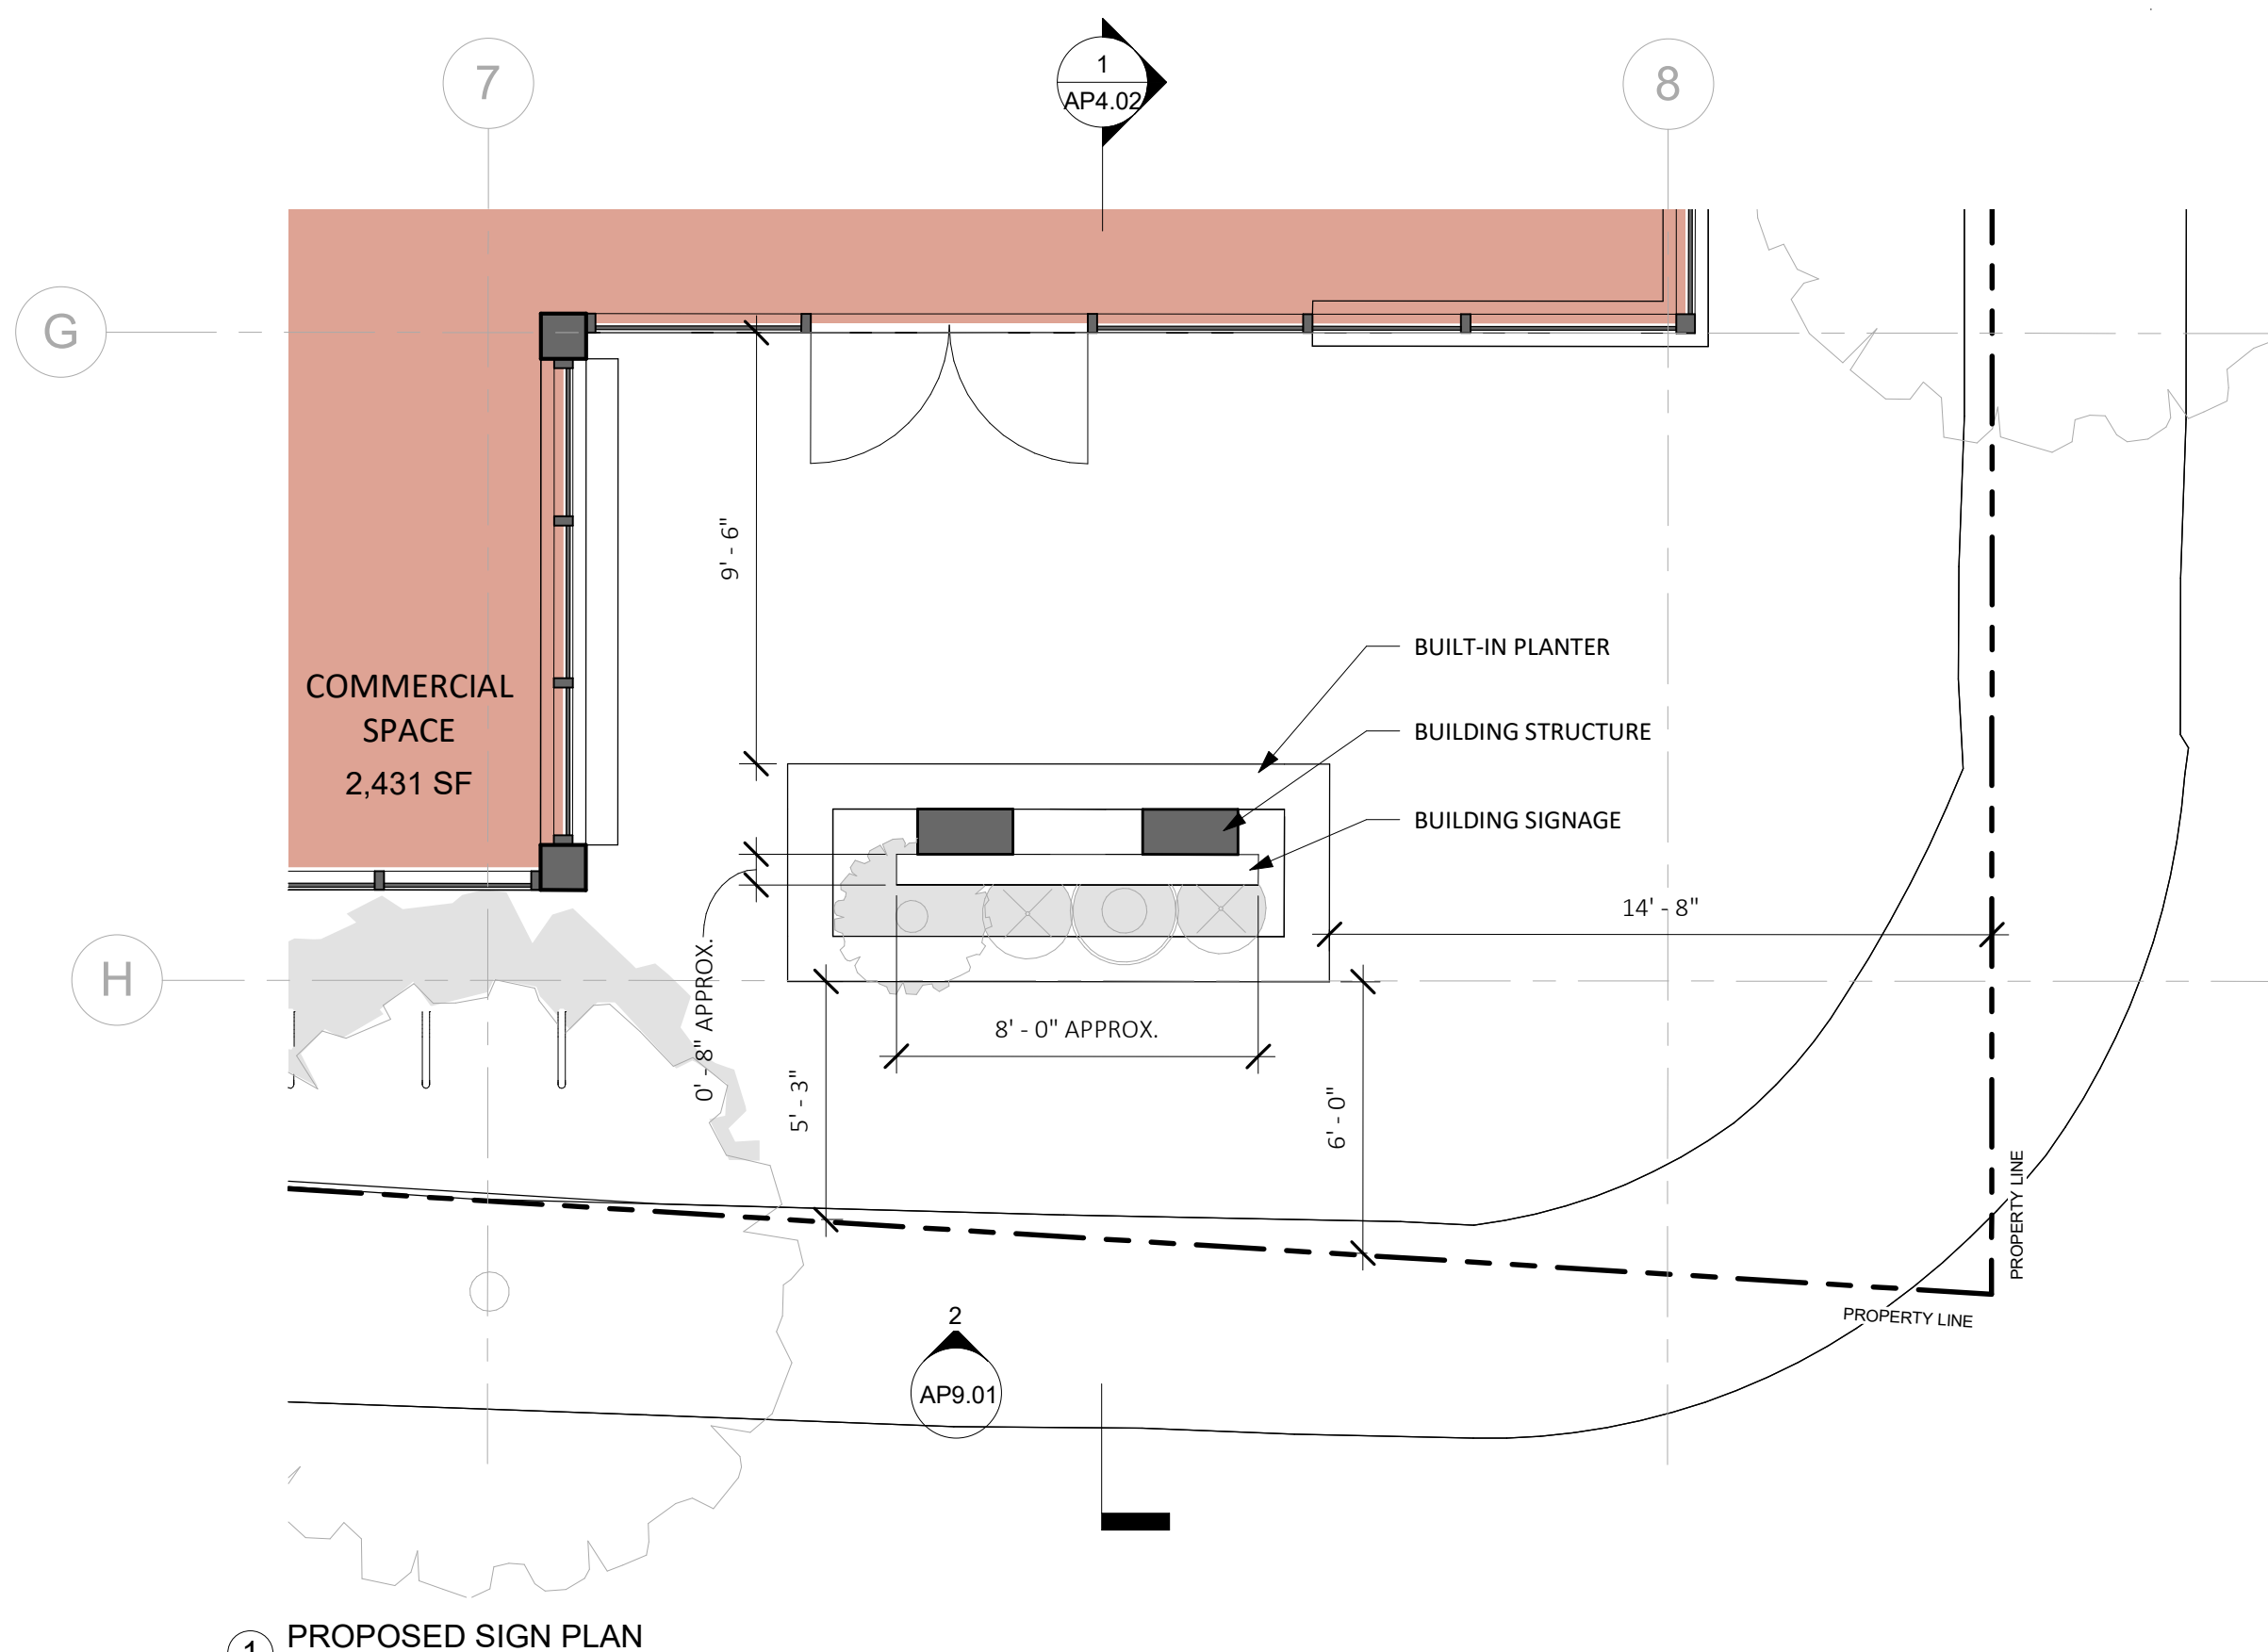 7
1
AP4.02
8
G
9' - 6"
BUILT-IN PLANTER
COMMERCIAL
SPACE
2,431 SF
BUILDING STRUCTURE
BUILDING SIGNAGE
14' - 8"
H
0' - 8" APPROX.
8' - 0" APPROX.
5' - 3"
6' - 0"
PROPERTY LINE
PROPERTY LINE
2
AP9.01
1
PROPOSED SIGN PLAN